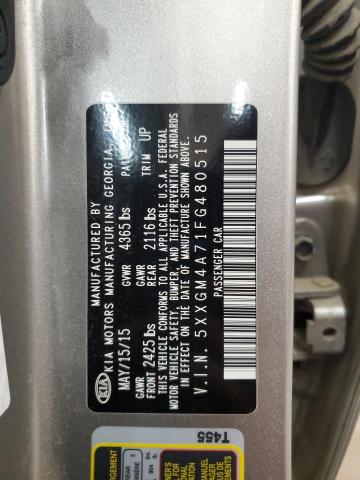 MANUFACTURED BY
KIA KIA MOTORS MANUFACTURING GEORGIA,
MAY/15/15 GVWR 4365 lbs
GAWR FRONT 2425 lbs GAWR REAR 2116 lbs TRIM UP
THIS VEHICLE CONFORMS TO ALL APPLICABLE U.S.A. FEDERAL
MOTOR VEHICLE SAFETY, BUMPER, AND THEFT PREVENTION STANDARDS
IN EFFECT ON THE DATE OF MANUFACTURE SHOWN ABOVE.
V.I.N. 5XXGM4A71FG480515
PASSENGER CAR
T455